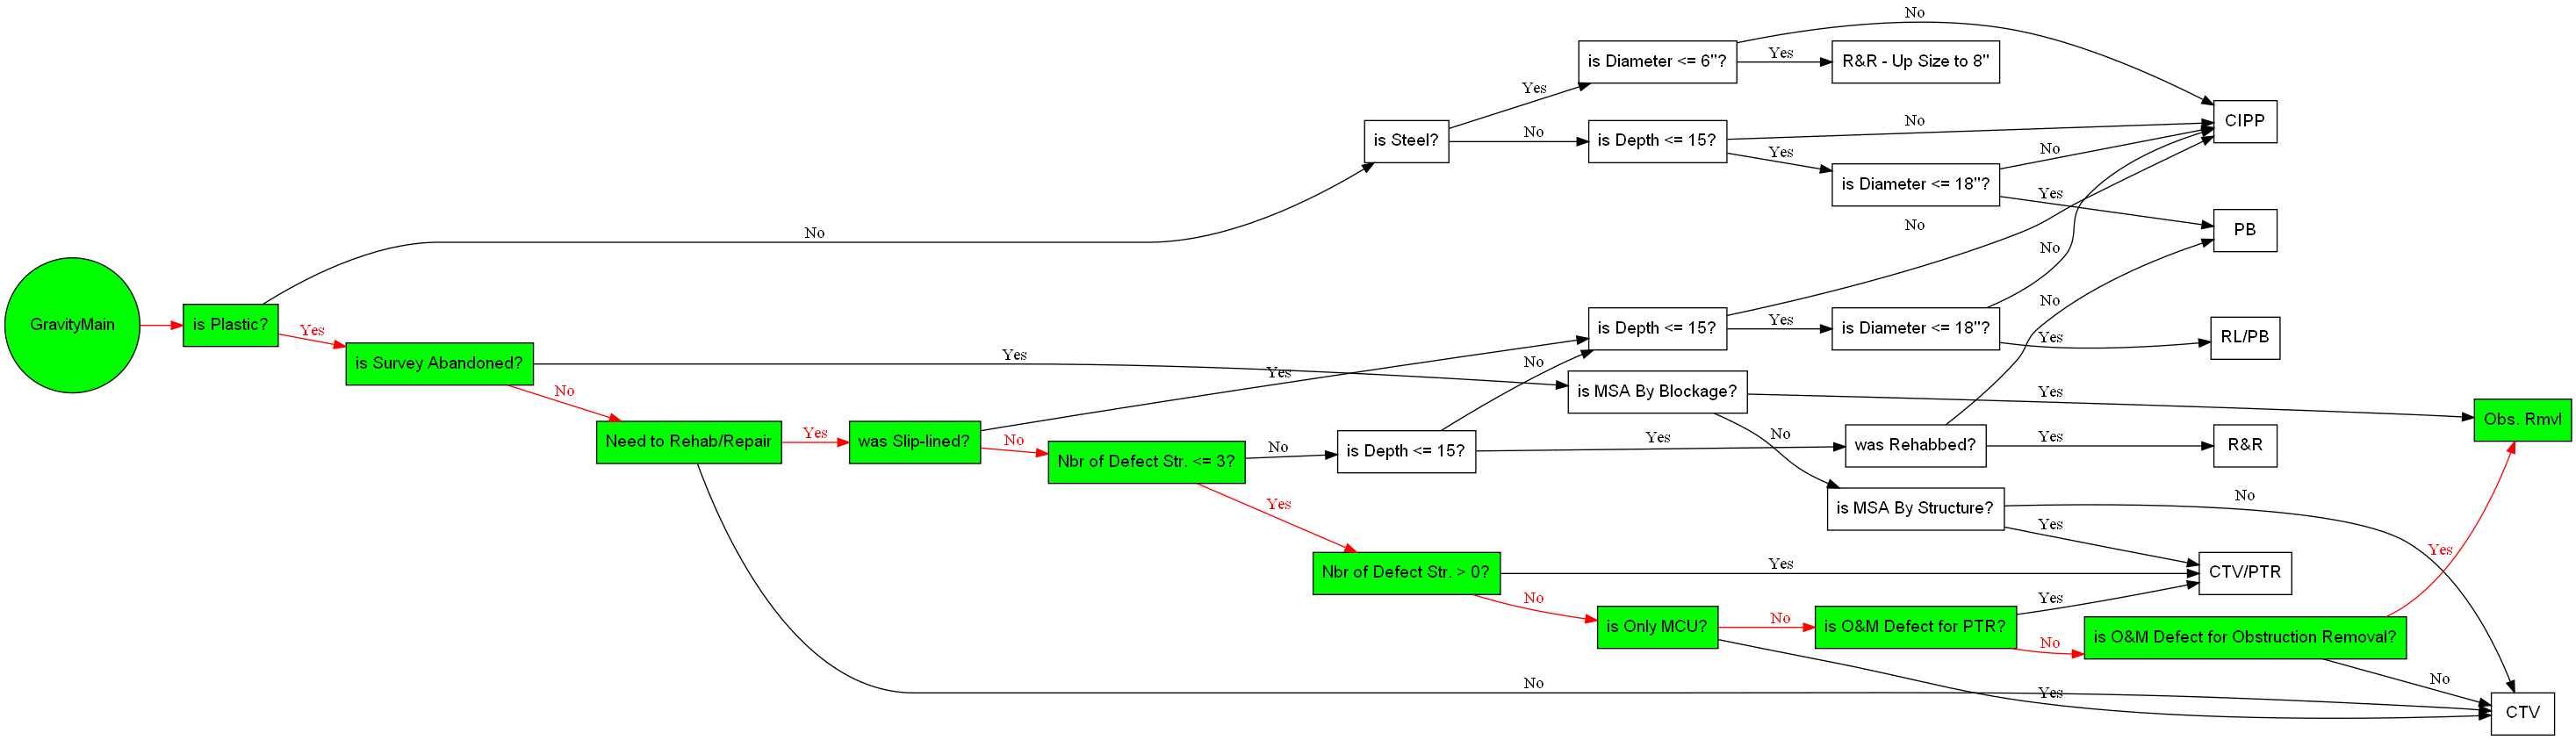 No
is Diameter <= 6"?
Yes
R&R - Up Size to 8"
Yes
is Steel?
No
is Depth <= 15?
No
CIPP
Yes
is Diameter <= 18"?
No
Yes
PB
No
No
is Depth <= 15?
Yes
is Diameter <= 18"?
No
No
Yes
RL/PB
GravityMain
is Plastic?
Yes
is Survey Abandoned?
Yes
No
Yes
No
is MSA By Blockage?
Yes
Obs. Rmvl
Need to Rehab/Repair
Yes
was Slip-lined?
No
Nbr of Defect Str. <= 3?
No
is Depth <= 15?
Yes
No
was Rehabbed?
Yes
R&R
Yes
is MSA By Structure?
No
Yes
Nbr of Defect Str. > 0?
Yes
CTV/PTR
Yes
No
is Only MCU?
No
is O&M Defect for PTR?
Yes
No
is O&M Defect for Obstruction Removal?
No
No
Yes
CTV